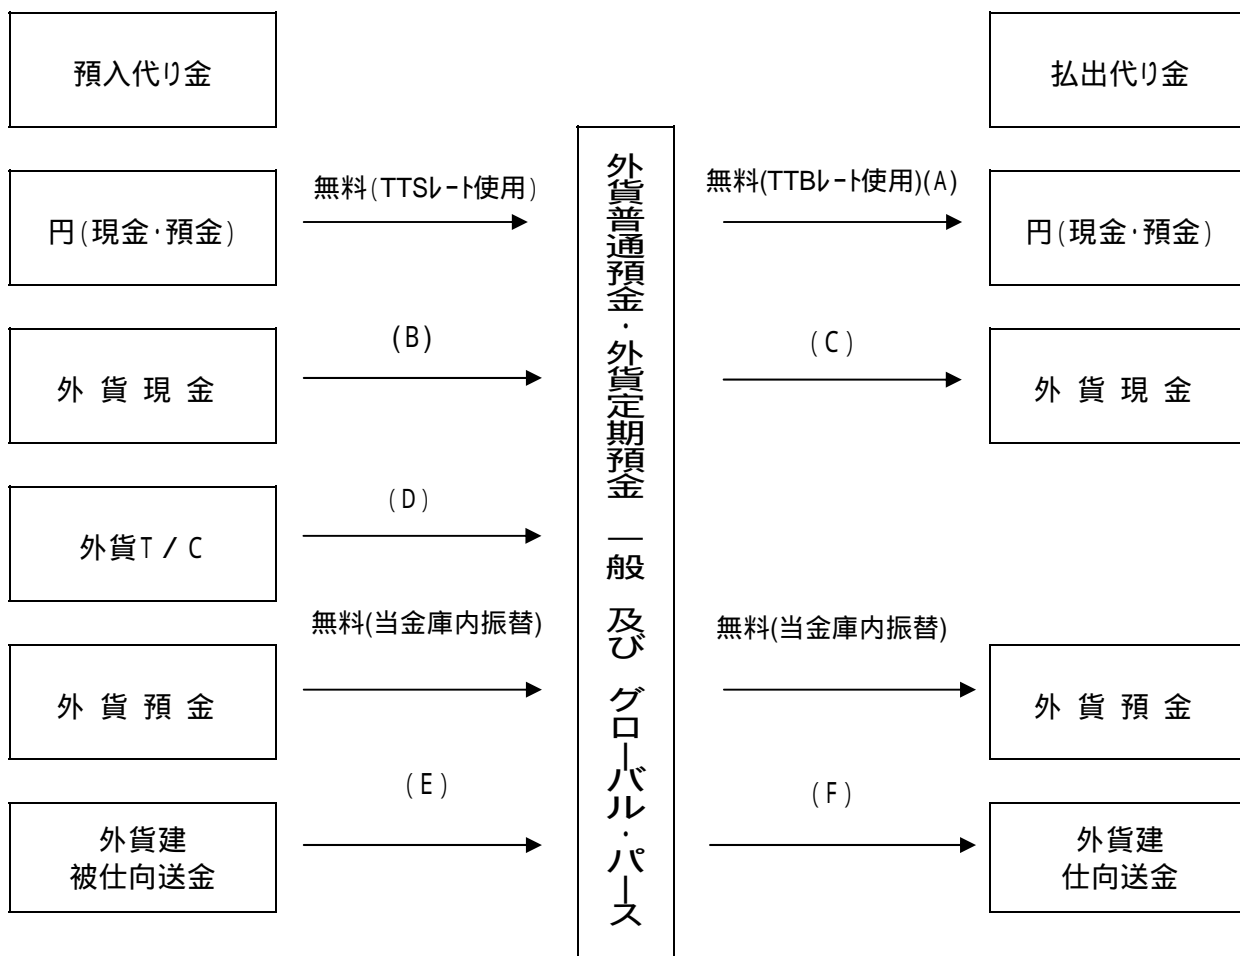 預入代り金
払出代り金
無料(TTSレート使用)
無料(TTBレート使用)(A)
円(現金・預金)
円(現金・預金)
(B)
(C)
外貨現金
外貨現金
(D)
外貨T/C
無料(当金庫内振替)
無料(当金庫内振替)
外貨預金
外貨預金
(E)
(F)
外貨建
被仕向送金
外貨建
仕向送金
外貨普通預金・外貨定期預金 一般 及び グローバル・パース